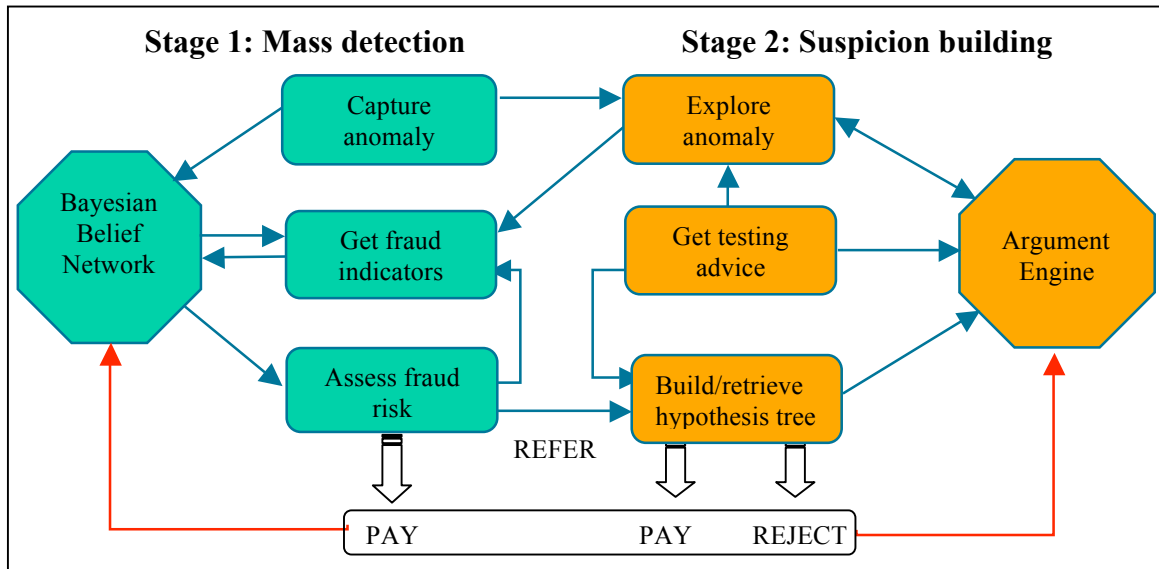 Stage 1: Mass detection
Stage 2: Suspicion building
Capture
anomaly
Explore
anomaly
Bayesian
Belief
Network
Get fraud
indicators
Get testing
advice
Argument
Engine
Assess fraud
risk
Build/retrieve
hypothesis tree
REFER
PAY
PAY
REJECT